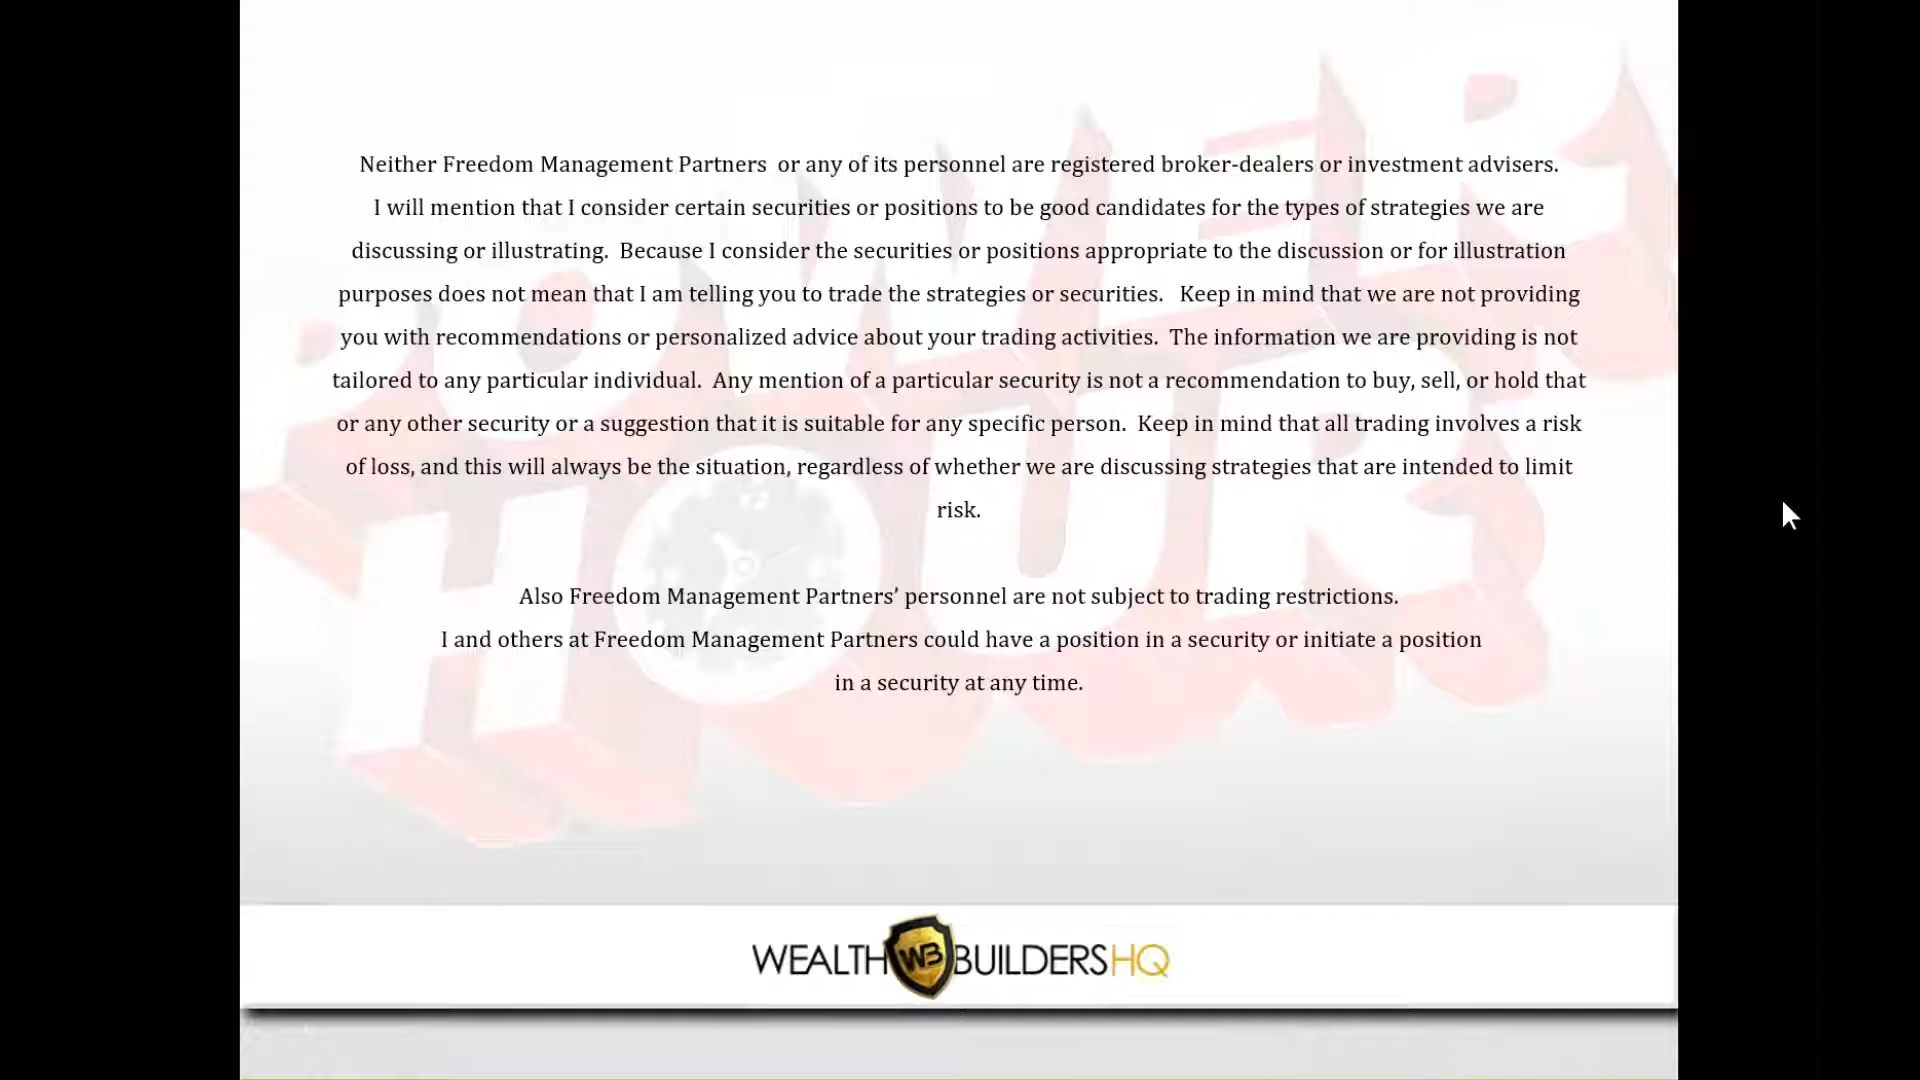 Neither Freedom Management Partners  or any of its personnel are registered broker-dealers or investment advisers.
I will mention that I consider certain securities or positions to be good candidates for the types of strategies we are
discussing or illustrating.  Because I consider the securities or positions appropriate to the discussion or for illustration
purposes does not mean that I am telling you to trade the strategies or securities.   Keep in mind that we are not providing
you with recommendations or personalized advice about your trading activities.  The information we are providing is not
tailored to any particular individual.  Any mention of a particular security is not a recommendation to buy, sell, or hold that
or any other security or a suggestion that it is suitable for any specific person.  Keep in mind that all trading involves a risk
of loss, and this will always be the situation, regardless of whether we are discussing strategies that are intended to limit
risk.
Also Freedom Management Partners’ personnel are not subject to trading restrictions.
I and others at Freedom Management Partners could have a position in a security or initiate a position
in a security at any time.
POWER
HOUR
WEALTH WB BUILDERSHQ